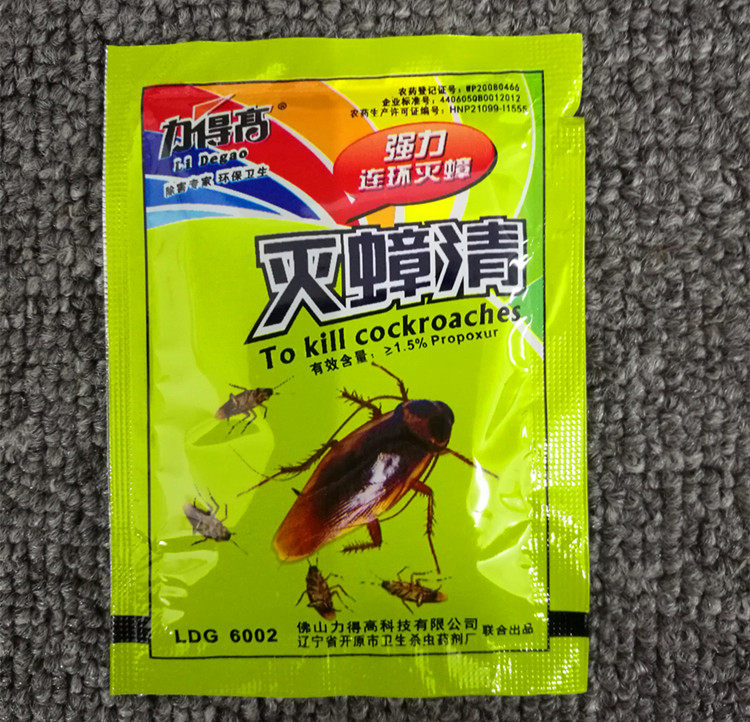 农药登记证号：WP20080466
企业标准号：440605QB0012012
农药生产许可证编号：HNP21099-I1555
力得高®
LI Degao
除害专家 环保卫生
强力
连环灭蟑
灭蟑清
To kill cockroaches
有效含量：≥1.5% Propoxur
LDG 6002
佛山力得高科技有限公司
辽宁省开原市卫生杀虫药剂厂
联合出品